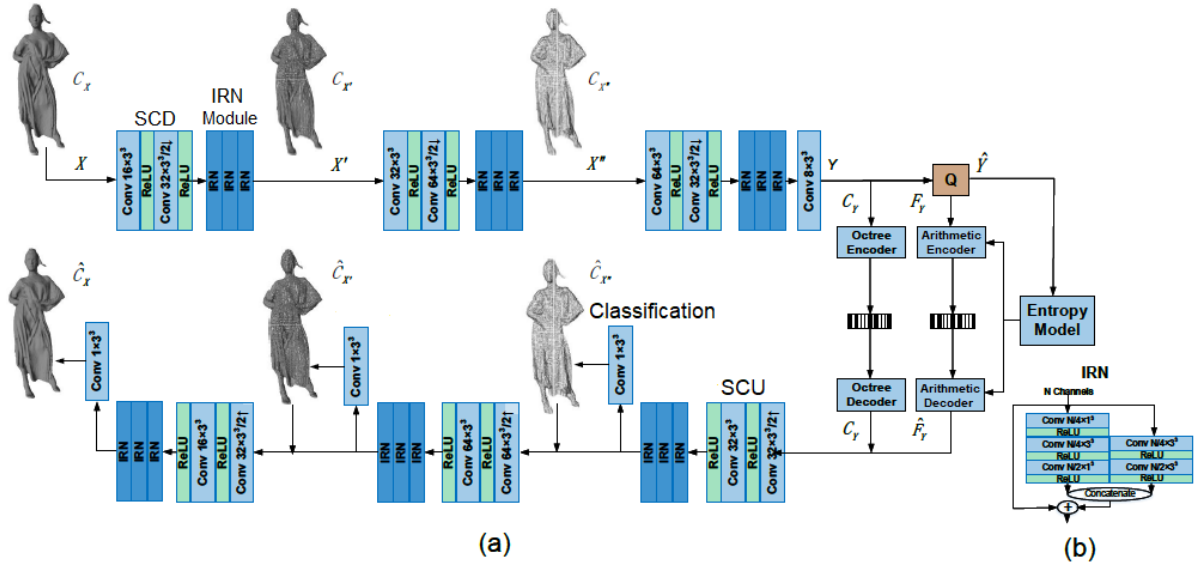 C_X
SCD
IRN
Module
C_X'
C_X"
X
Conv 16×3³
ReLU
Conv 32×3³/2↓
ReLU
IRN
IRN
IRN
X'
Conv 32×3³
ReLU
Conv 64×3³/2↓
ReLU
IRN
IRN
IRN
X"
Conv 64×3³
ReLU
Conv 32×3³/2↓
ReLU
IRN
IRN
IRN
Conv 8×3³
Y
Q
Ŷ
C_Y
F_Y
Octree
Encoder
Arithmetic
Encoder
Entropy
Model
Octree
Decoder
Arithmetic
Decoder
C_Y
F̂_Y
Ĉ_X
Ĉ_X'
Ĉ_X"
Classification
Conv 1×3³
Conv 1×3³
Conv 1×3³
SCU
IRN
IRN
IRN
ReLU
Conv 16×3³
ReLU
Conv 32×3³/2↑
IRN
IRN
IRN
ReLU
Conv 64×3³
ReLU
Conv 64×3³/2↑
IRN
IRN
IRN
ReLU
Conv 32×3³
ReLU
Conv 32×3³/2↑
IRN
N Channels
Conv N/4×1³
ReLU
Conv N/4×3³
ReLU
Conv N/2×1³
ReLU
Conv N/4×3³
ReLU
Conv N/2×3³
ReLU
Concatenate
+
(a)
(b)